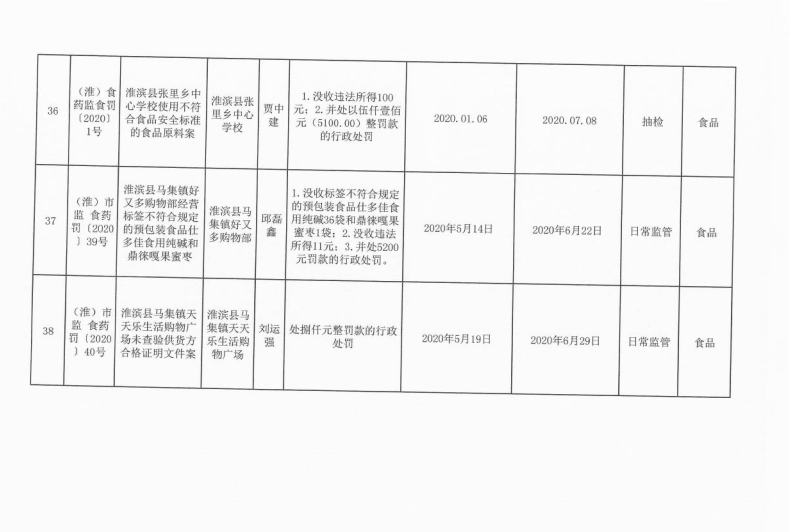 36
（淮）食
药监食罚
〔2020〕
1号
淮滨县张里乡中
心学校使用不符
合食品安全标准
的食品原料案
淮滨县张
里乡中心
学校
贾中
建
1.没收违法所得100
元；2.并处以伍仟壹佰
元（5100.00）整罚款
的行政处罚
2020.01.06
2020.07.08
抽检
食品
37
（淮）市
监 食药
罚〔2020
〕39号
淮滨县马集镇好
又多购物部经营
标签不符合规定
的预包装食品仕
多佳食用纯碱和
鼎徕嘎果蜜枣
淮滨县马
集镇好又
多购物部
邱磊
鑫
1.没收标签不符合规定
的预包装食品仕多佳食
用纯碱36袋和鼎徕嘎果
蜜枣1袋；2.没收违法
所得11元；3.并处5200
元罚款的行政处罚。
2020年5月14日
2020年6月22日
日常监管
食品
38
（淮）市
监 食药
罚〔2020
〕40号
淮滨县马集镇天
天乐生活购物广
场未查验供货方
合格证明文件案
淮滨县马
集镇天天
乐生活购
物广场
刘运
强
处捌仟元整罚款的行政
处罚
2020年5月19日
2020年6月29日
日常监管
食品